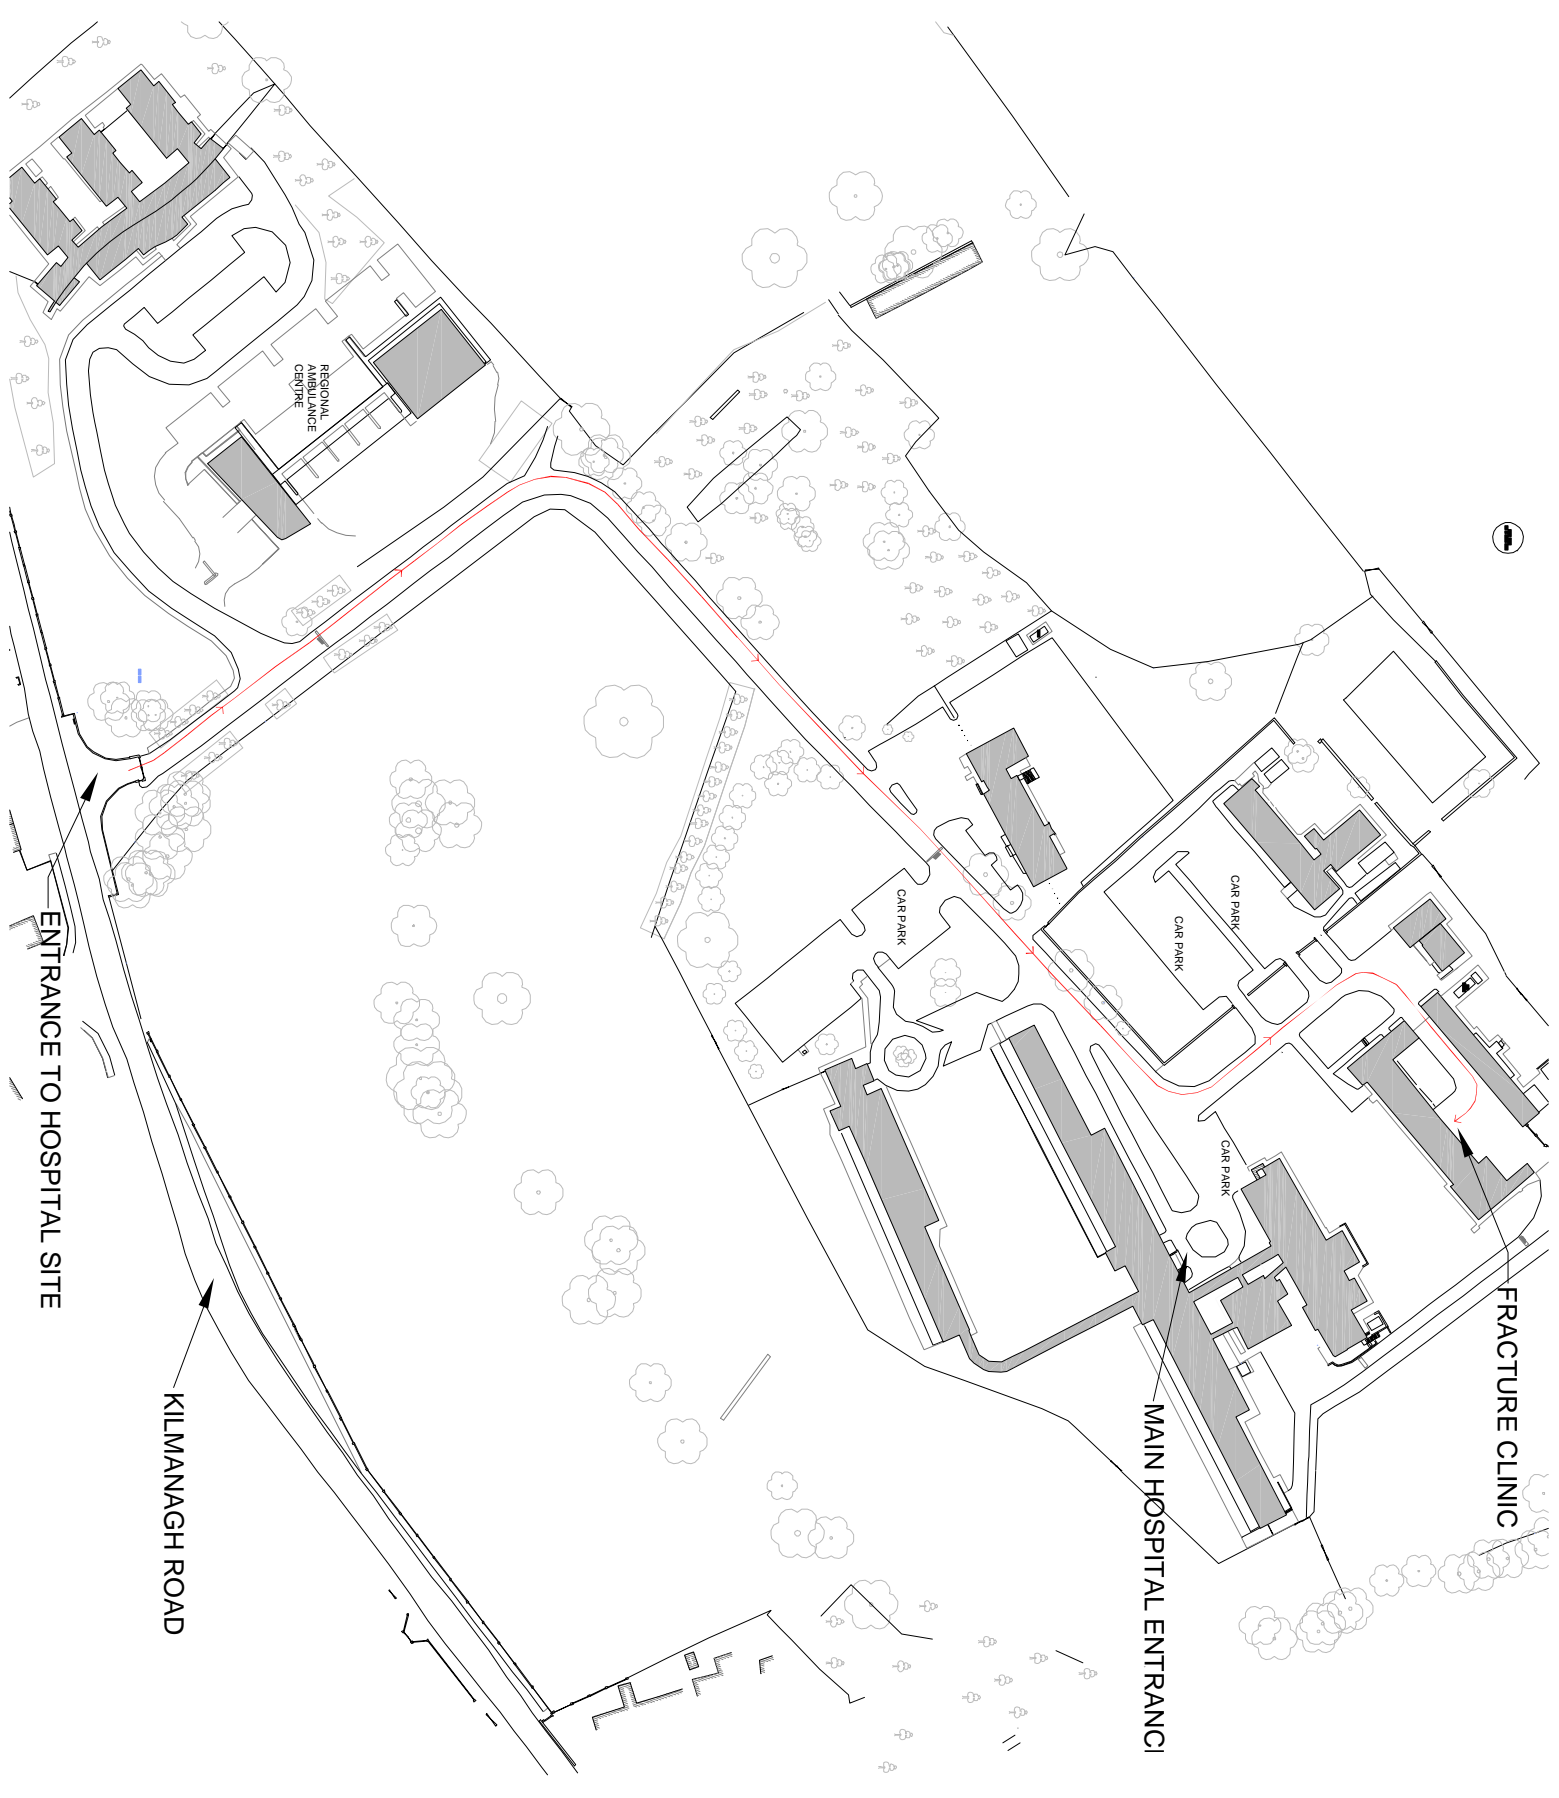 REGIONAL
AMBULANCE
CENTRE
CAR PARK
CAR PARK
CAR PARK
CAR PARK
ENTRANCE TO HOSPITAL SITE
KILMANAGH ROAD
MAIN HOSPITAL ENTRANC
FRACTURE CLINIC